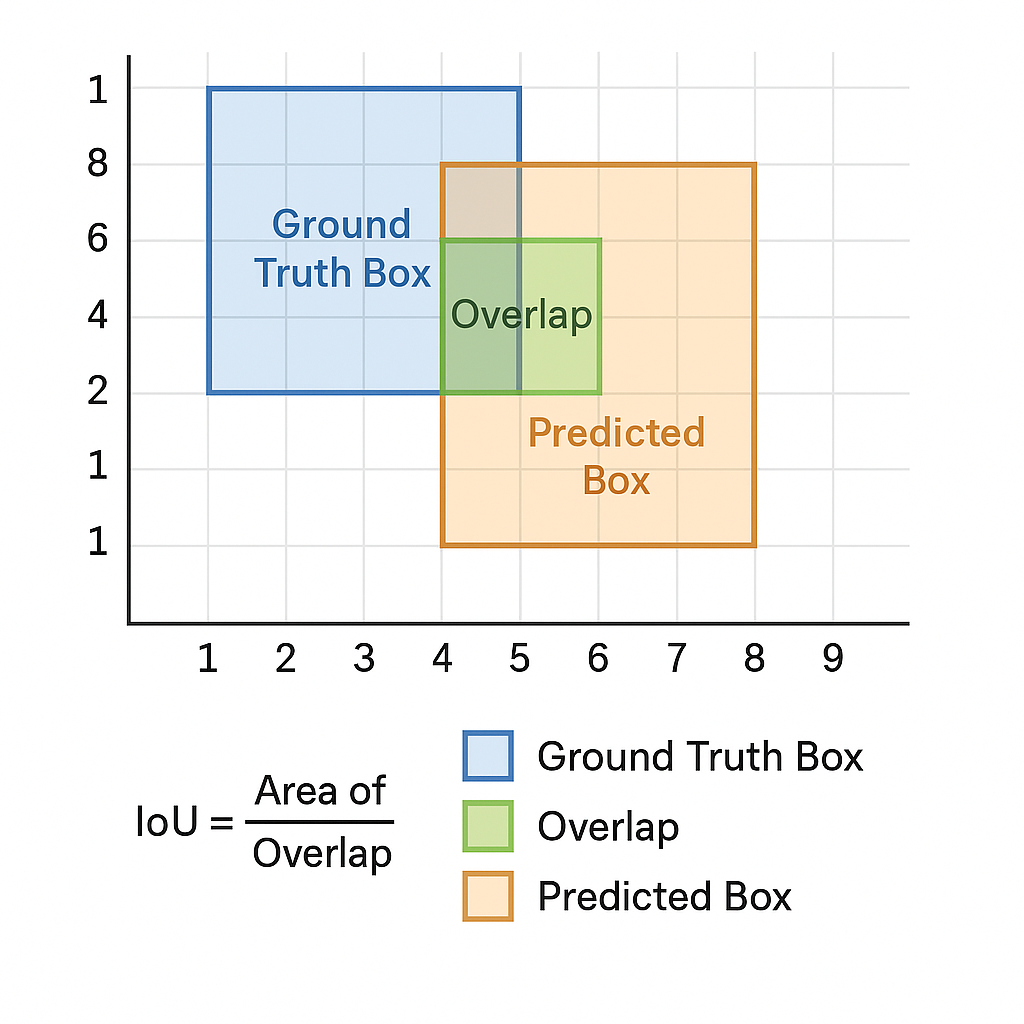 1
8
6
4
2
1
1
Ground
Truth Box
Overlap
Predicted
Box
1 2 3 4 5 6 7 8 9
IoU = Area of
Overlap
Ground Truth Box
Overlap
Predicted Box